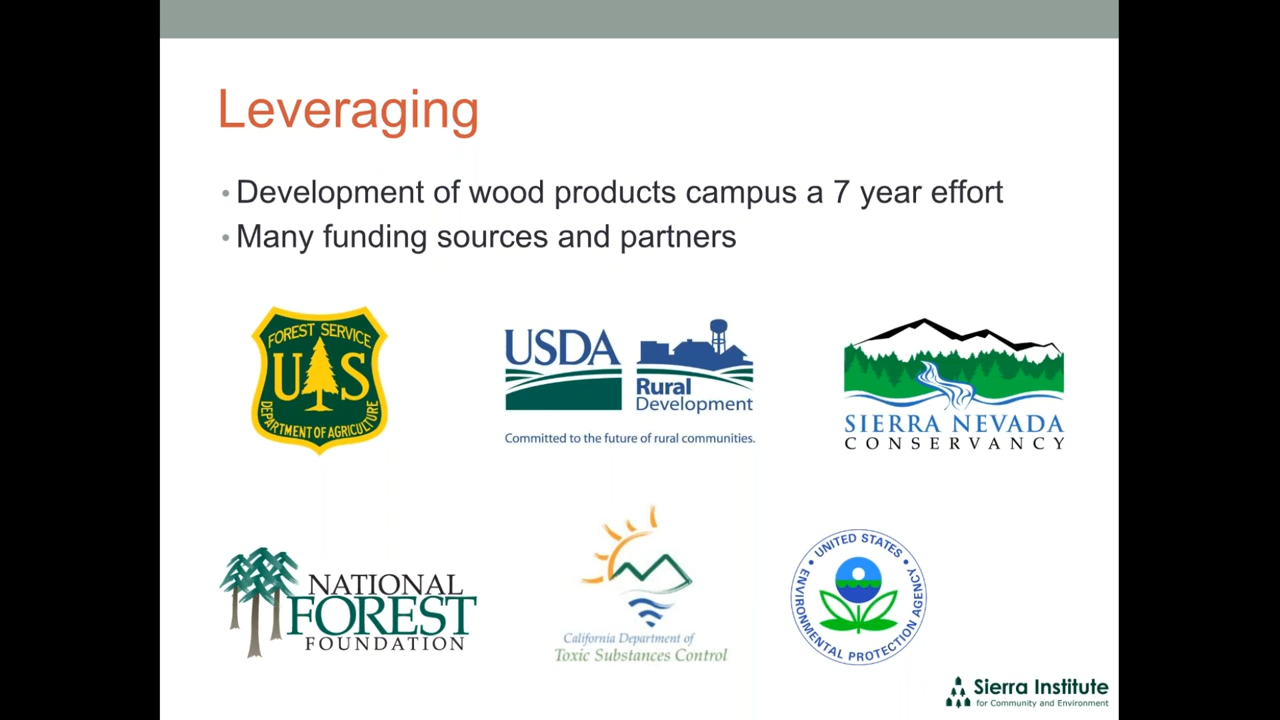 Leveraging
• Development of wood products campus a 7 year effort
• Many funding sources and partners
FOREST SERVICE
U S
DEPARTMENT OF AGRICULTURE
USDA
Rural
Development
Committed to the future of rural communities.
SIERRA NEVADA
CONSERVANCY
NATIONAL
FOREST
FOUNDATION
California Department of
Toxic Substances Control
UNITED STATES
ENVIRONMENTAL PROTECTION AGENCY
Sierra Institute
for Community and Environment